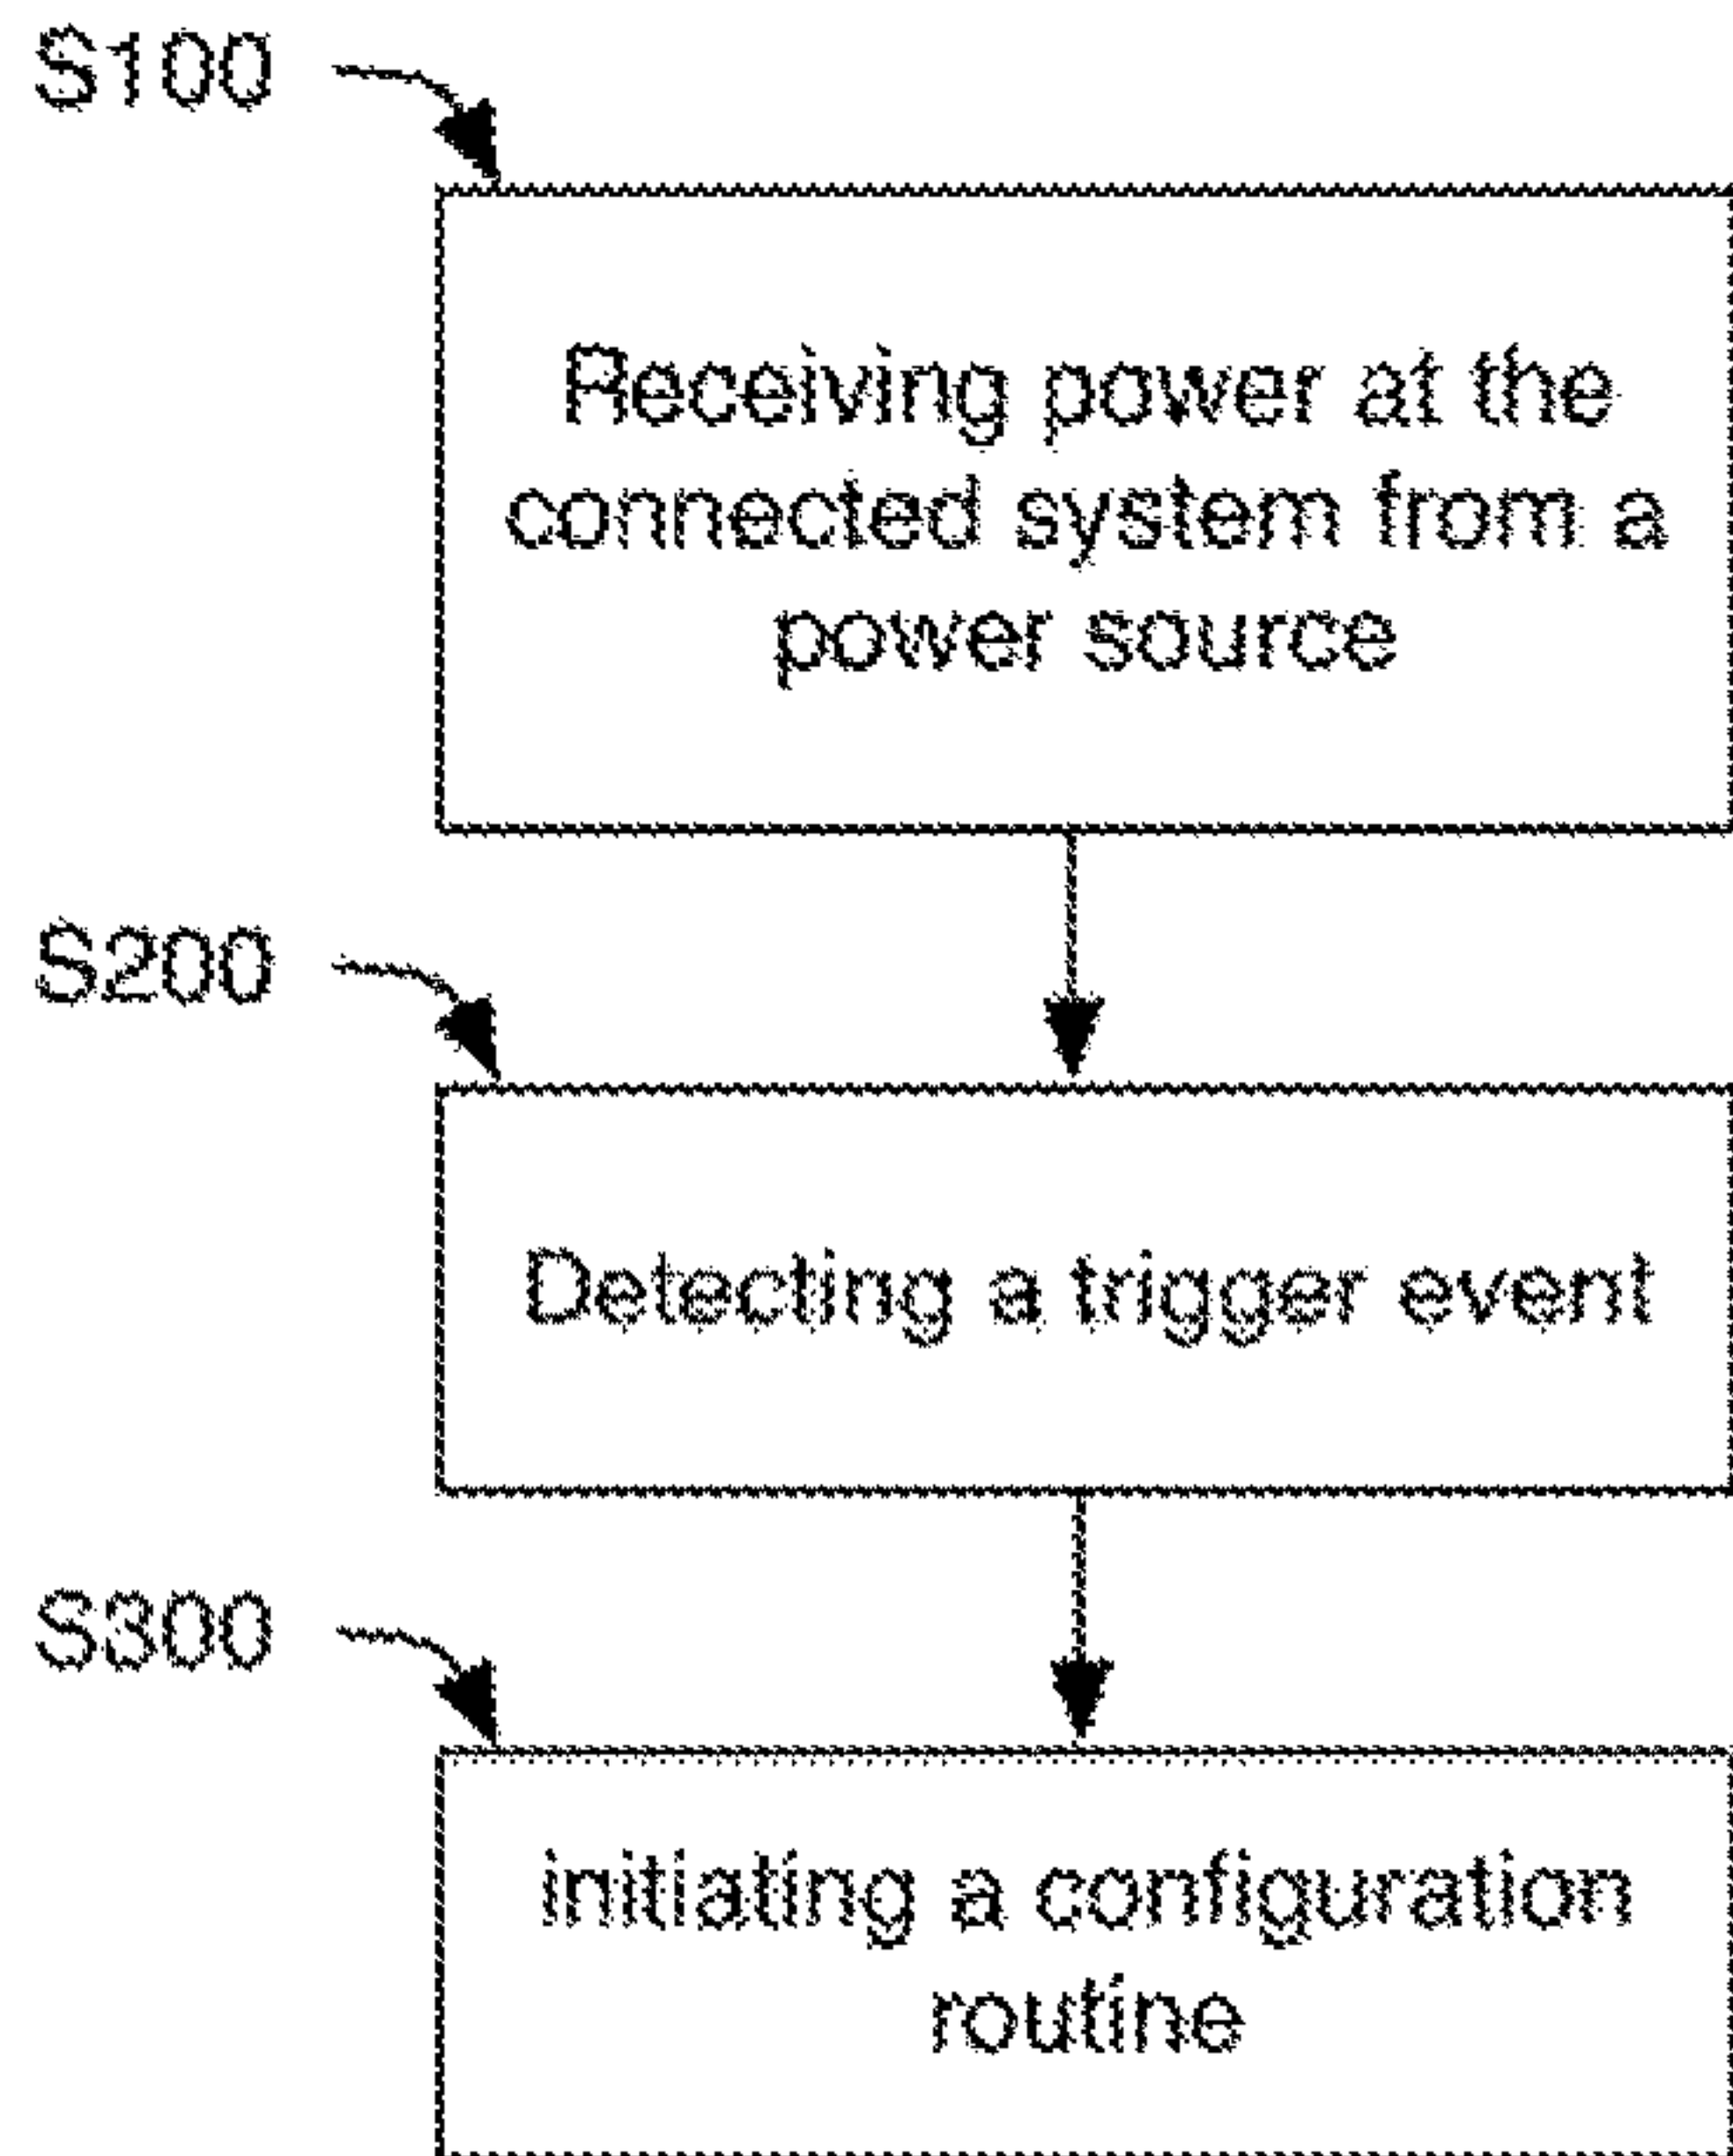 S100
Receiving power at the
connected system from a
power source
S200
Detecting a trigger event
S300
initiating a configuration
routine